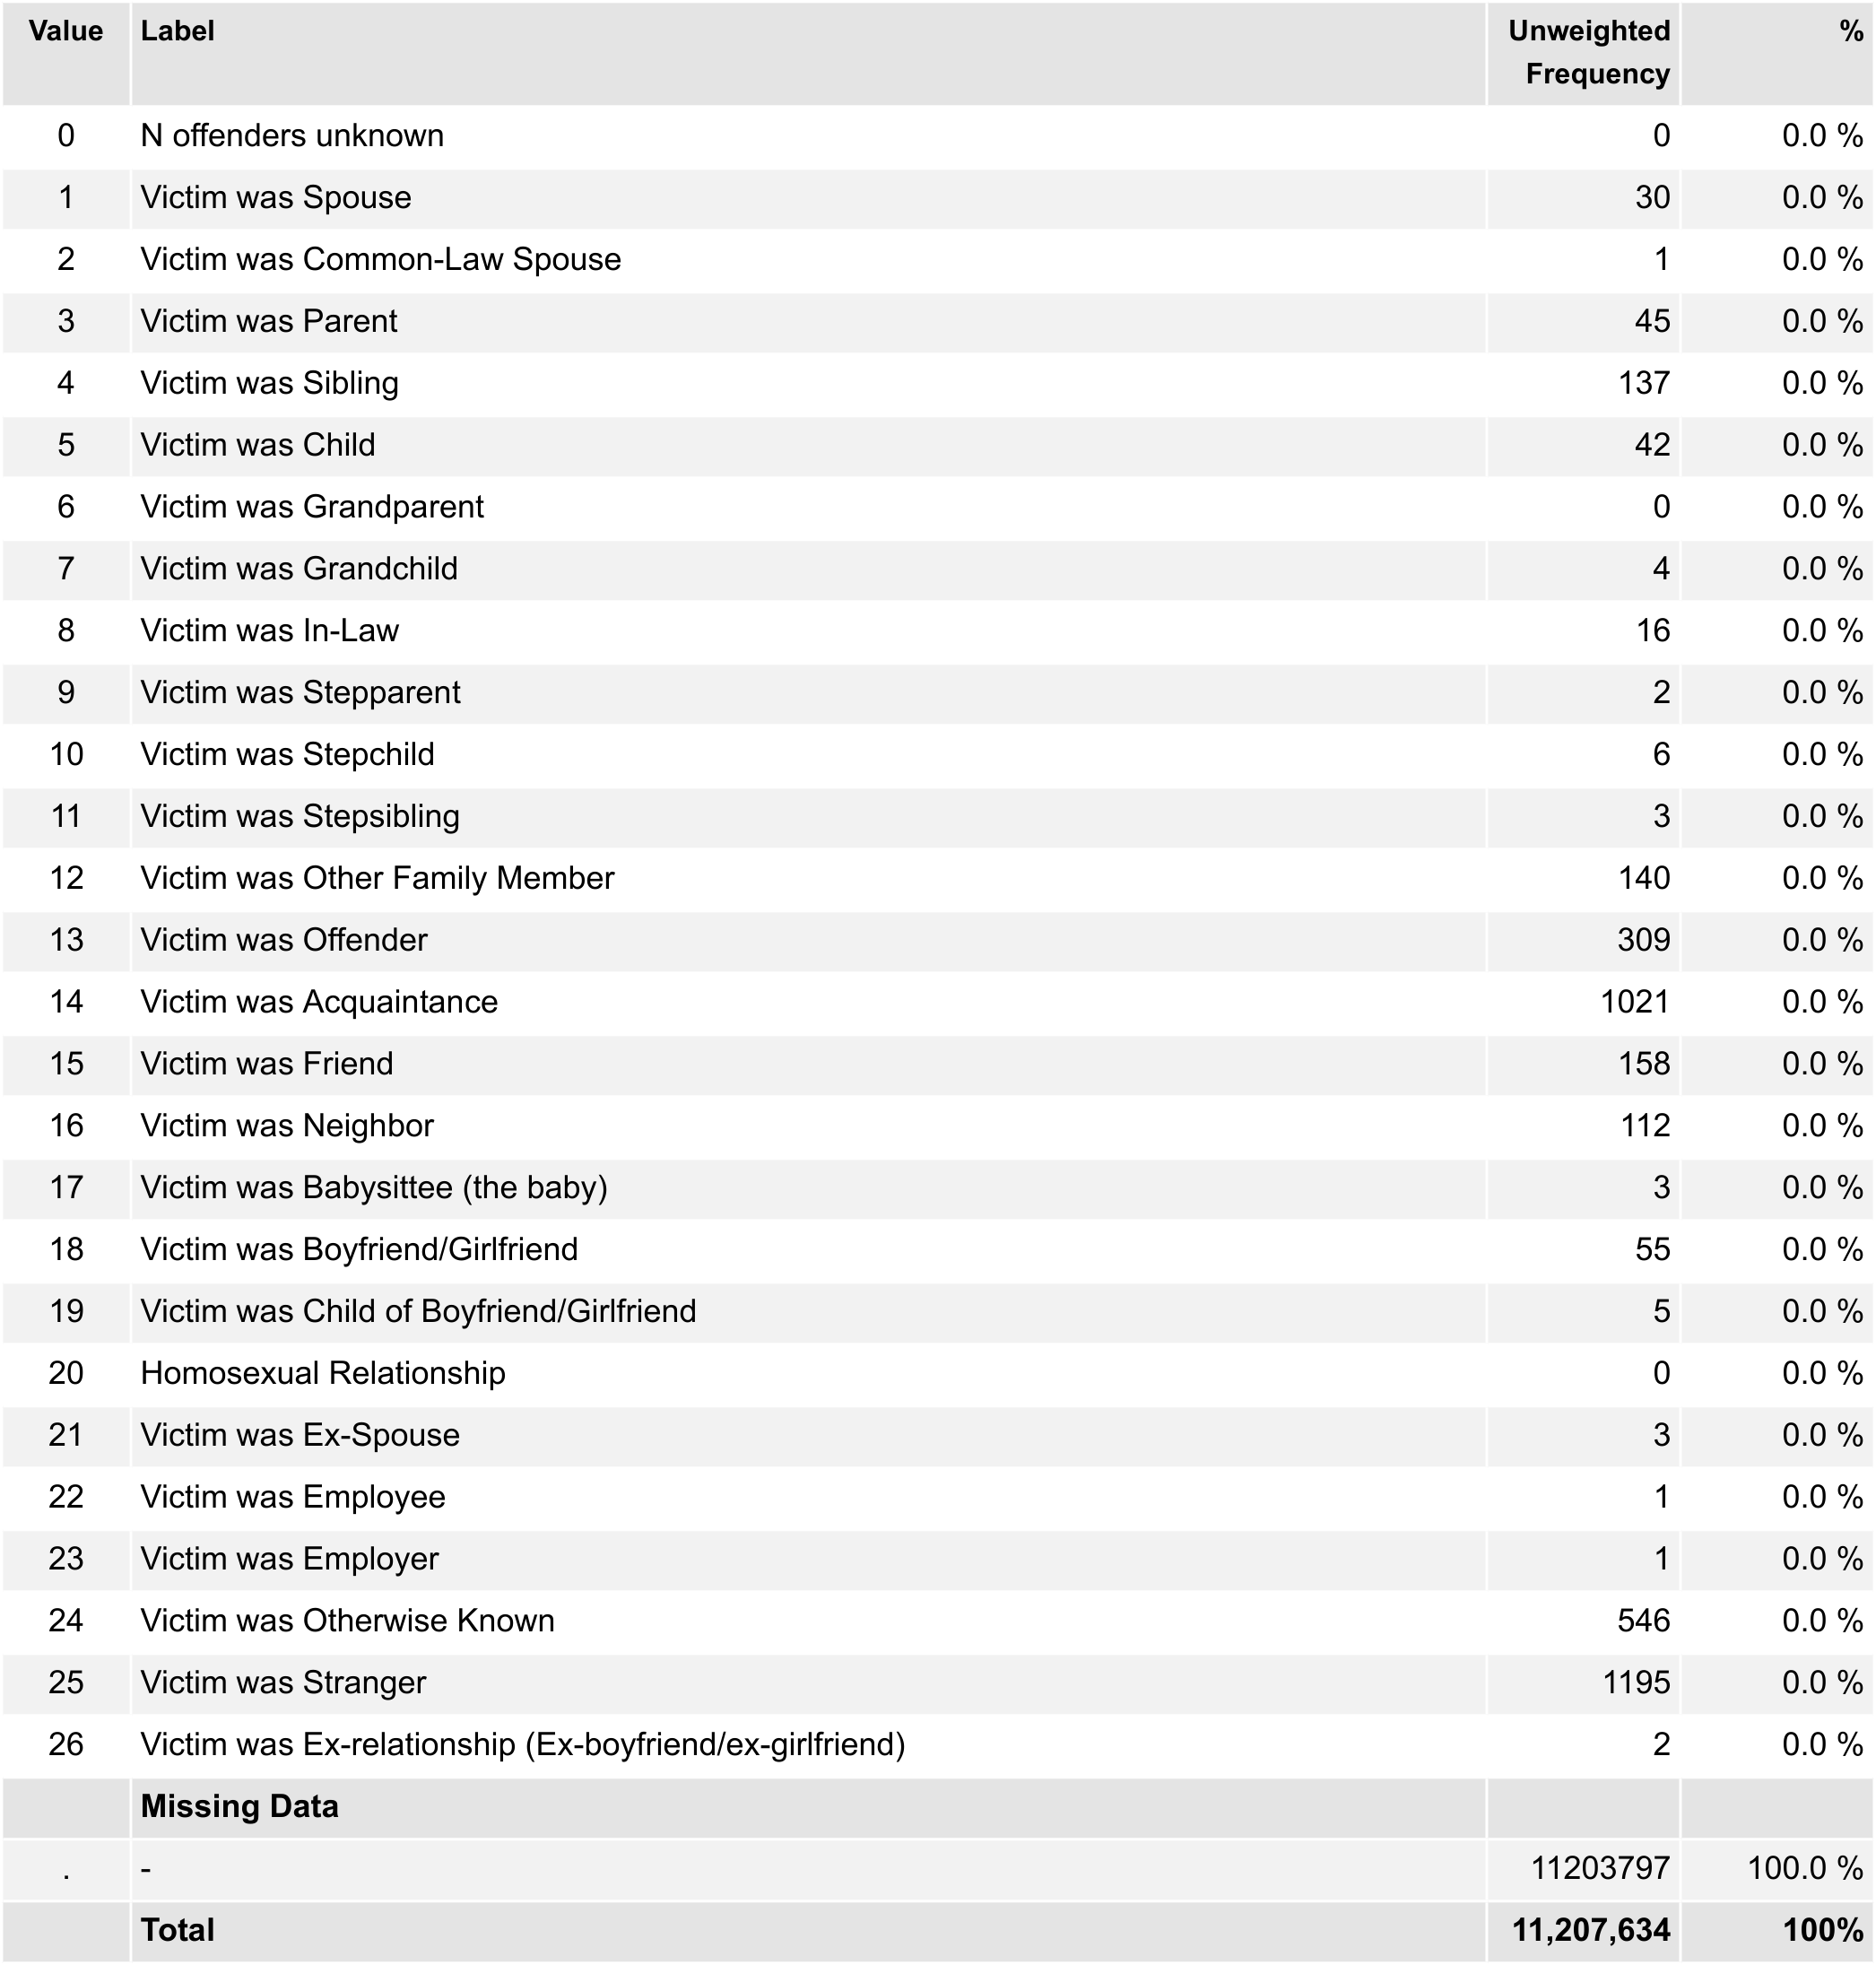 Value Label Unweighted Frequency %
0 N offenders unknown 0 0.0 %
1 Victim was Spouse 30 0.0 %
2 Victim was Common-Law Spouse 1 0.0 %
3 Victim was Parent 45 0.0 %
4 Victim was Sibling 137 0.0 %
5 Victim was Child 42 0.0 %
6 Victim was Grandparent 0 0.0 %
7 Victim was Grandchild 4 0.0 %
8 Victim was In-Law 16 0.0 %
9 Victim was Stepparent 2 0.0 %
10 Victim was Stepchild 6 0.0 %
11 Victim was Stepsibling 3 0.0 %
12 Victim was Other Family Member 140 0.0 %
13 Victim was Offender 309 0.0 %
14 Victim was Acquaintance 1021 0.0 %
15 Victim was Friend 158 0.0 %
16 Victim was Neighbor 112 0.0 %
17 Victim was Babysittee (the baby) 3 0.0 %
18 Victim was Boyfriend/Girlfriend 55 0.0 %
19 Victim was Child of Boyfriend/Girlfriend 5 0.0 %
20 Homosexual Relationship 0 0.0 %
21 Victim was Ex-Spouse 3 0.0 %
22 Victim was Employee 1 0.0 %
23 Victim was Employer 1 0.0 %
24 Victim was Otherwise Known 546 0.0 %
25 Victim was Stranger 1195 0.0 %
26 Victim was Ex-relationship (Ex-boyfriend/ex-girlfriend) 2 0.0 %
Missing Data
. - 11203797 100.0 %
Total 11,207,634 100%